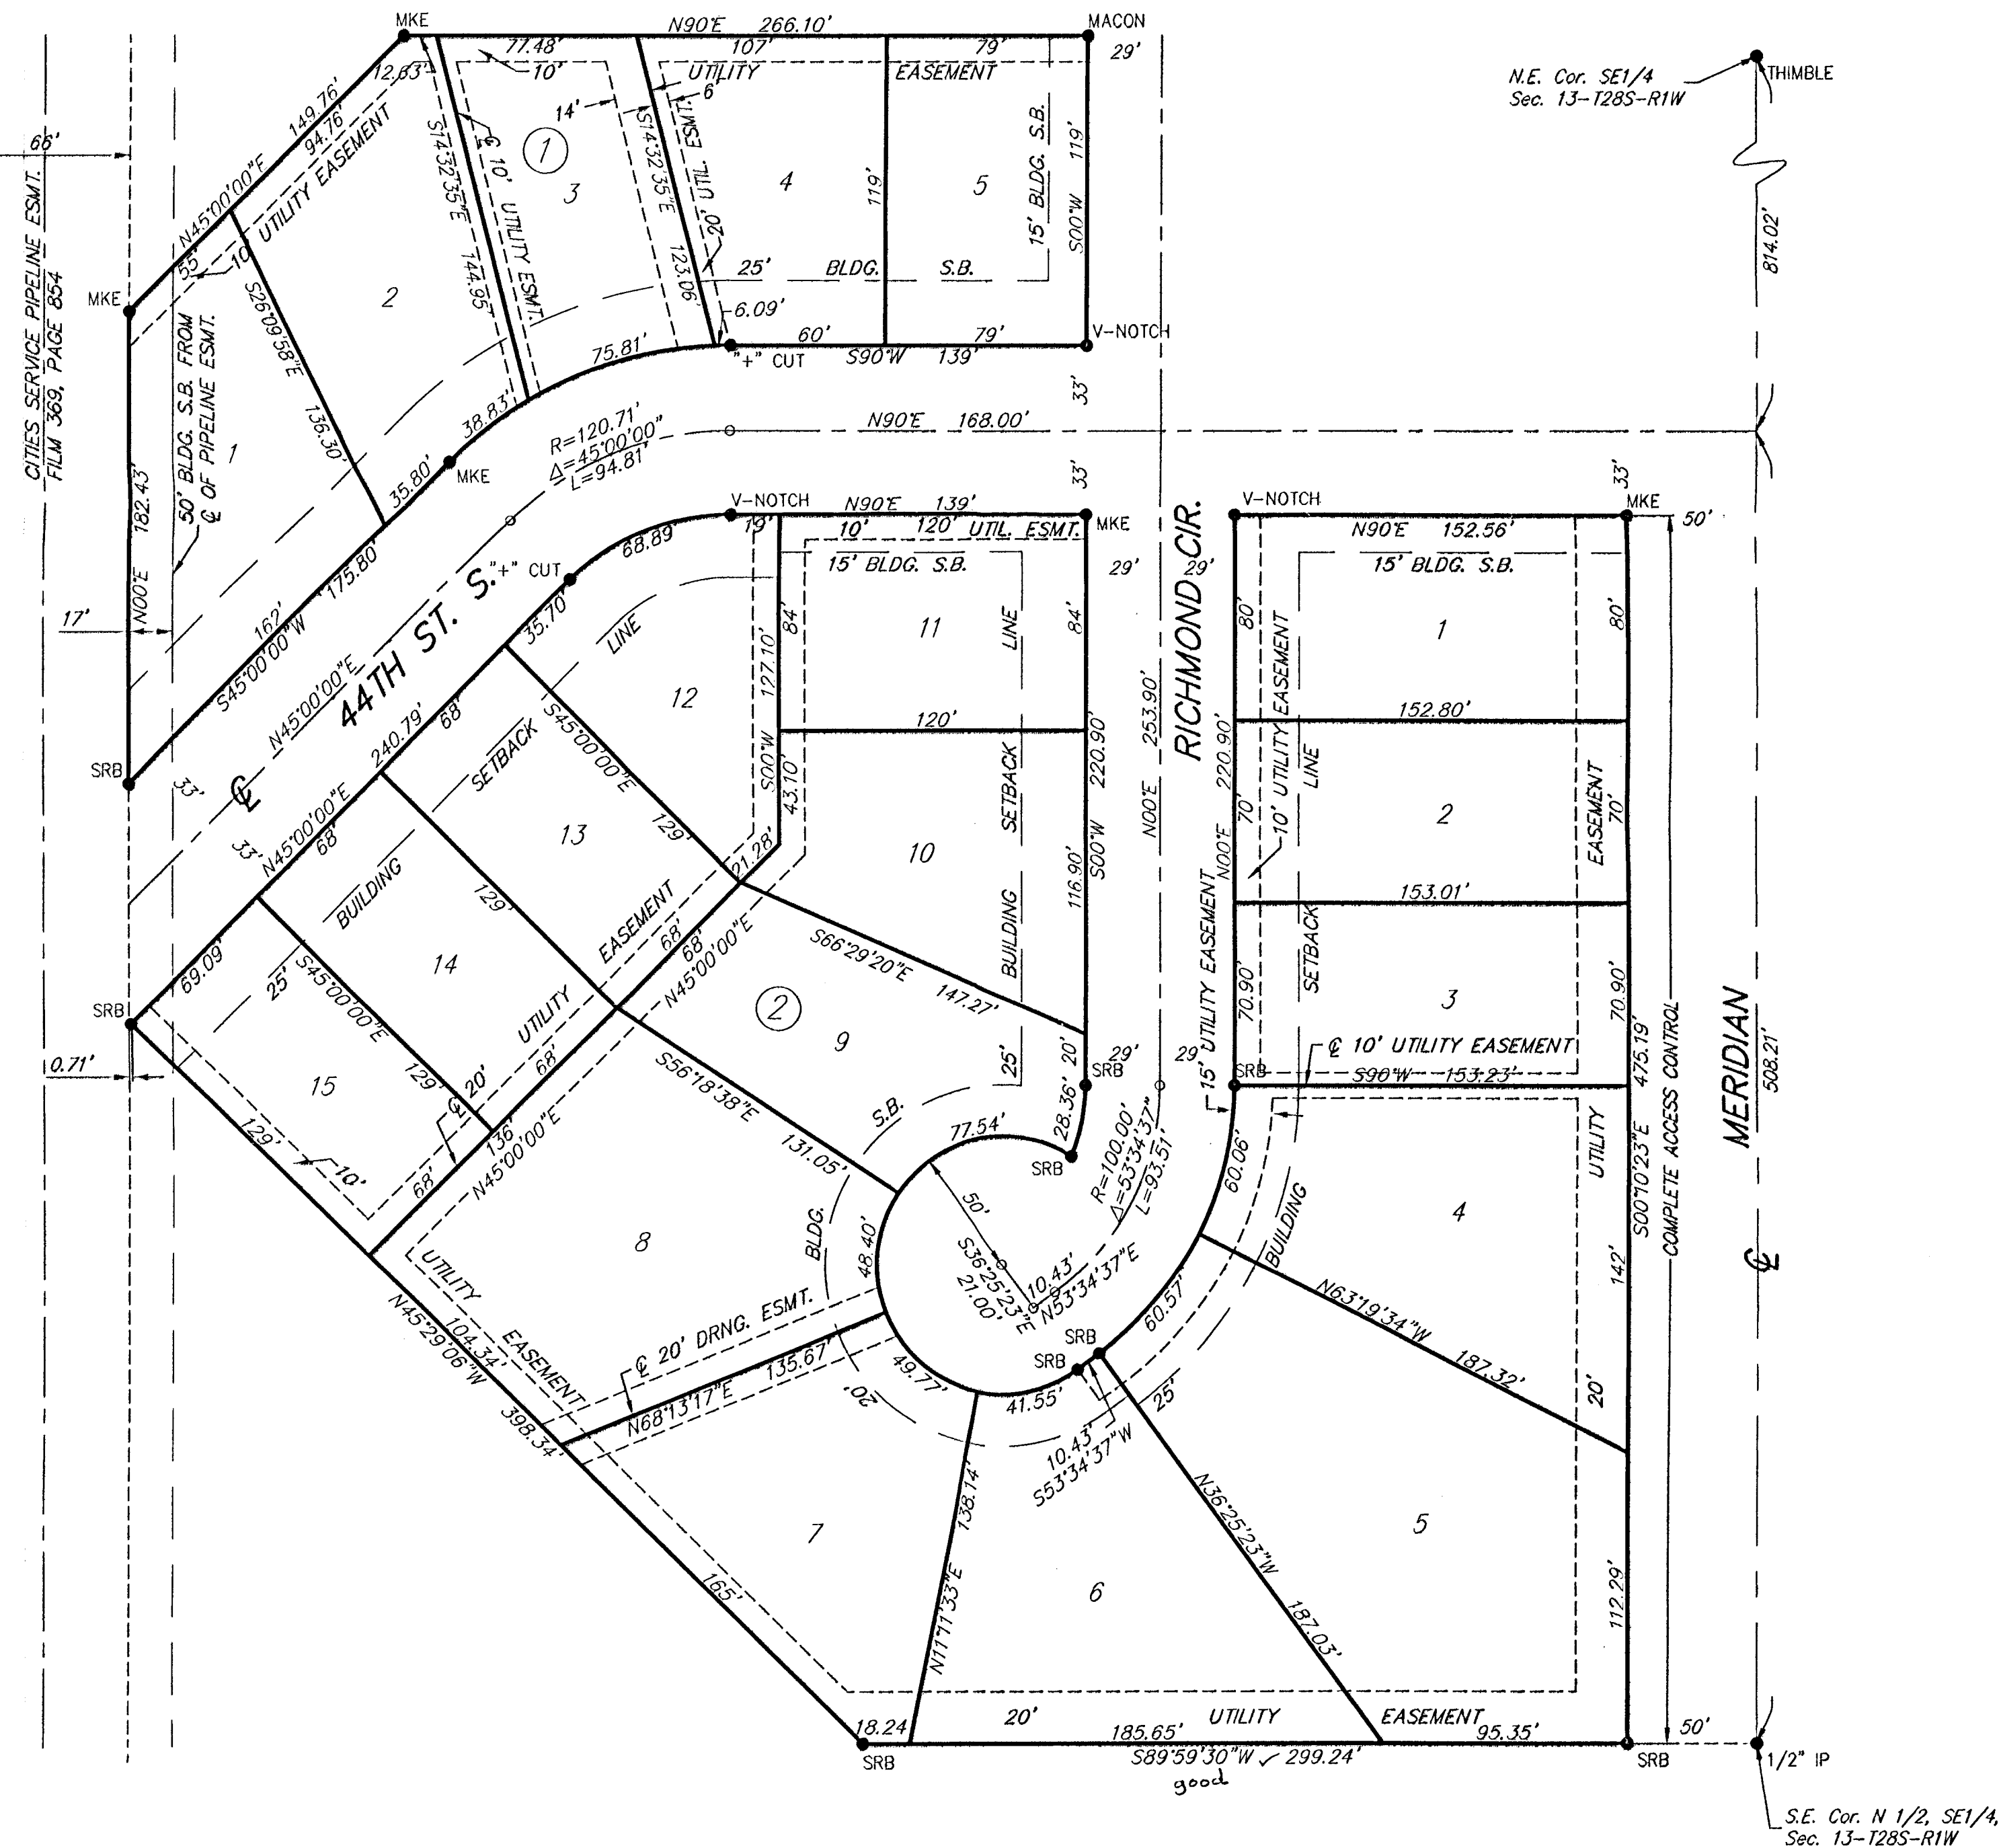 MKE
N90°E 266.10'
MACON
77.48'
107'
79'
29'
12.63'
10'
UTILITY
EASEMENT
N.E. Cor. SE1/4
Sec. 13-T28S-R1W
THIMBLE
66'
CITIES SERVICE PIPELINE ESMT.
FILM 369, PAGE 854
149.76'
94.76'
N45°00'00"E
10' UTILITY EASEMENT
55'
S14°32'35"E
144.95'
℄ 10' UTILITY ESMT.
14'
1
3
S14°32'35"E
123.06'
6'
20' UTIL. ESMT.
4
119'
5
15' BLDG. S.B.
S00°W 119'
814.02'
25' BLDG. S.B.
MKE
2
S26°09'58"E
136.30'
50' BLDG. S.B. FROM
℄ OF PIPELINE ESMT.
1
6.09'
V-NOTCH
75.81'
"+" CUT
60'
79'
S90°W 139'
38.83'
R=120.71'
Δ=45°00'00"
L=94.81'
33'
N90°E 168.00'
35.80'
MKE
33'
33'
N00°E 182.43'
17'
175.80'
162'
S45°00'00"W
V-NOTCH
N90°E 139'
MKE
V-NOTCH
N90°E 152.56'
MKE
50'
19'
10' 120' UTIL. ESMT.
68.89'
15' BLDG. S.B.
29'
29'
15' BLDG. S.B.
"+" CUT
44TH ST. S.
N45°00'00"E
RICHMOND CIR.
35.70'
LINE
84'
127.10'
11
LINE
84'
80'
1
80'
12
S00°W
43.10'
120'
220.90'
N00°E 253.90'
220.90'
N00°E
10' UTILITY EASEMENT
LINE
152.80'
SRB
33'
℄
33'
240.79'
68'
SETBACK
S45°00'00"E
129'
13
21.28'
10
SETBACK
116.90'
S00°W
70'
2
EASEMENT
70'
N45°00'00"E
68'
BUILDING
129'
EASEMENT
68'
68'
N45°00'00"E
S66°29'20"E
147.27'
BUILDING
15' UTILITY EASEMENT
SETBACK
153.01'
69.09'
25'
14
S45°00'00"E
129'
UTILITY
2
9
25'
20'
70.90'
3
70.90'
SRB
0.71'
15
℄ 20'
68'
S56°18'38"E
131.05'
S.B.
29'
29'
SRB
SRB
℄ 10' UTILITY EASEMENT
S90°W 153.23'
475.19'
COMPLETE ACCESS CONTROL
MERIDIAN
508.21'
℄
129'
10'
68'
136'
N45°00'00"E
77.54'
28.36'
SRB
R=100.00'
Δ=53°34'37"
L=93.51'
60.06'
BUILDING
4
UTILITY
S00°10'23"E
142'
8
BLDG.
48.40'
50'
S36°25'23"E
21.00'
10.43'
N53°34'37"E
UTILITY
EASEMENT
N45°29'06"W
104.34'
398.34'
℄ 20' DRNG. ESMT.
N68°13'17"E 135.67'
20'
49.77'
41.55'
SRB
SRB
60.57'
25'
10.43'
S53°34'37"W
N63°19'34"W
187.32'
20'
7
165'
138.14'
N11°11'33"E
6
N36°25'23"W
187.03'
5
112.29'
18.24
20' UTILITY EASEMENT
185.65'
95.35'
50'
SRB
S89°59'30"W ✓ 299.24'
good
SRB
1/2" IP
S.E. Cor. N 1/2, SE1/4,
Sec. 13-T28S-R1W